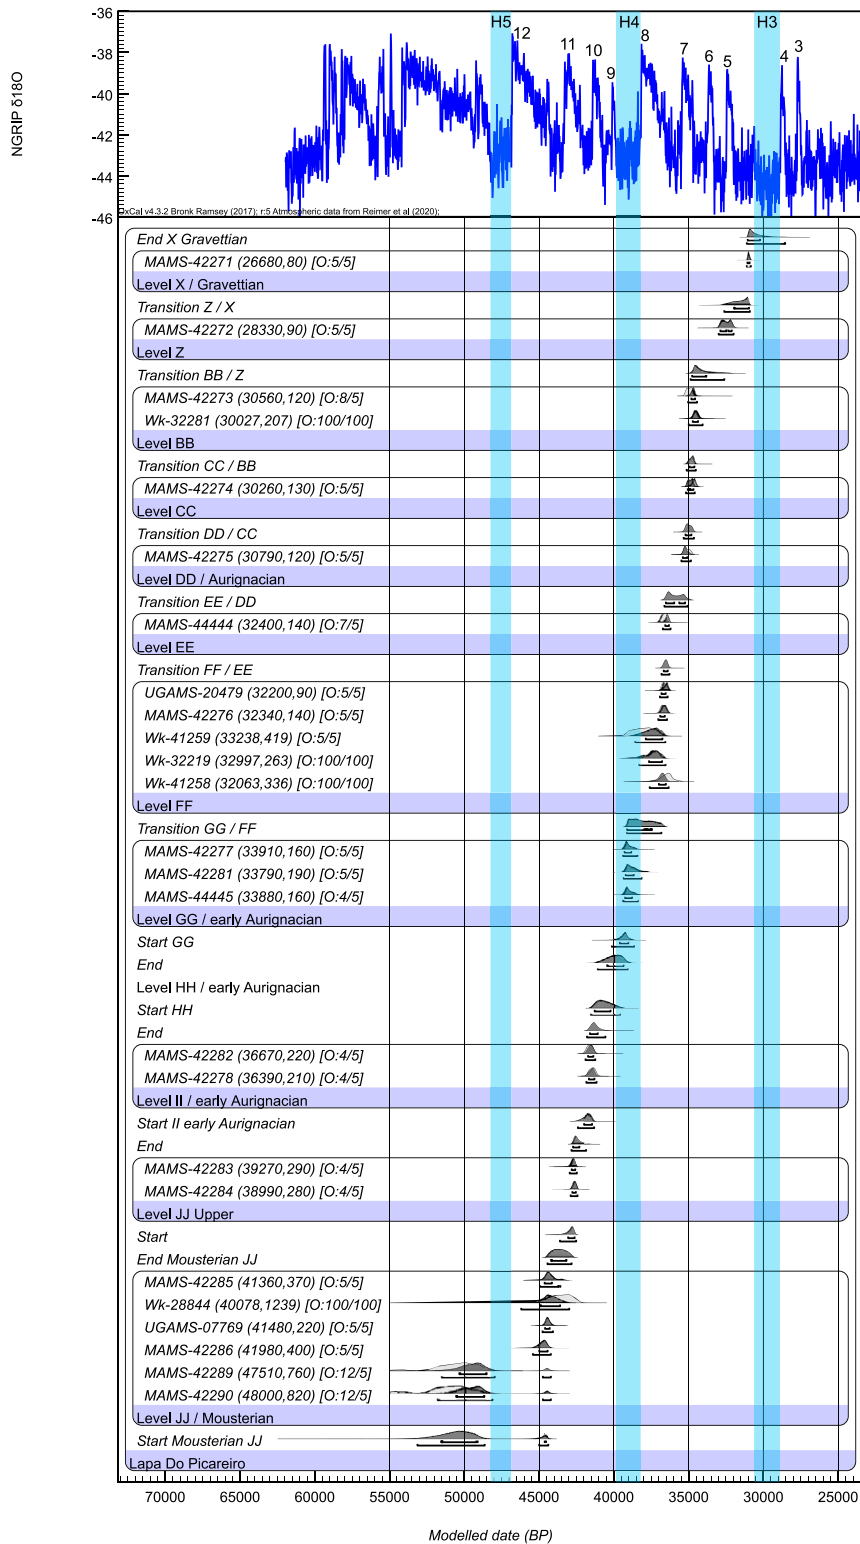 -36
H5
H4
H3
12
11
10
9
8
7
6
5
4
3
-38
-40
-42
-44
-46
NGRIP δ18O
OxCal v4.3.2 Bronk Ramsey (2017); r:5 Atmospheric data from Reimer et al (2020);
End X Gravettian
MAMS-42271 (26680,80) [O:5/5]
Level X / Gravettian
Transition Z / X
MAMS-42272 (28330,90) [O:5/5]
Level Z
Transition BB / Z
MAMS-42273 (30560,120) [O:8/5]
Wk-32281 (30027,207) [O:100/100]
Level BB
Transition CC / BB
MAMS-42274 (30260,130) [O:5/5]
Level CC
Transition DD / CC
MAMS-42275 (30790,120) [O:5/5]
Level DD / Aurignacian
Transition EE / DD
MAMS-44444 (32400,140) [O:7/5]
Level EE
Transition FF / EE
UGAMS-20479 (32200,90) [O:5/5]
MAMS-42276 (32340,140) [O:5/5]
Wk-41259 (33238,419) [O:5/5]
Wk-32219 (32997,263) [O:100/100]
Wk-41258 (32063,336) [O:100/100]
Level FF
Transition GG / FF
MAMS-42277 (33910,160) [O:5/5]
MAMS-42281 (33790,190) [O:5/5]
MAMS-44445 (33880,160) [O:4/5]
Level GG / early Aurignacian
Start GG
End
Level HH / early Aurignacian
Start HH
End
MAMS-42282 (36670,220) [O:4/5]
MAMS-42278 (36390,210) [O:4/5]
Level II / early Aurignacian
Start II early Aurignacian
End
MAMS-42283 (39270,290) [O:4/5]
MAMS-42284 (38990,280) [O:4/5]
Level JJ Upper
Start
End Mousterian JJ
MAMS-42285 (41360,370) [O:5/5]
Wk-28844 (40078,1239) [O:100/100]
UGAMS-07769 (41480,220) [O:5/5]
MAMS-42286 (41980,400) [O:5/5]
MAMS-42289 (47510,760) [O:12/5]
MAMS-42290 (48000,820) [O:12/5]
Level JJ / Mousterian
Start Mousterian JJ
Lapa Do Picareiro
70000 65000 60000 55000 50000 45000 40000 35000 30000 25000
Modelled date (BP)